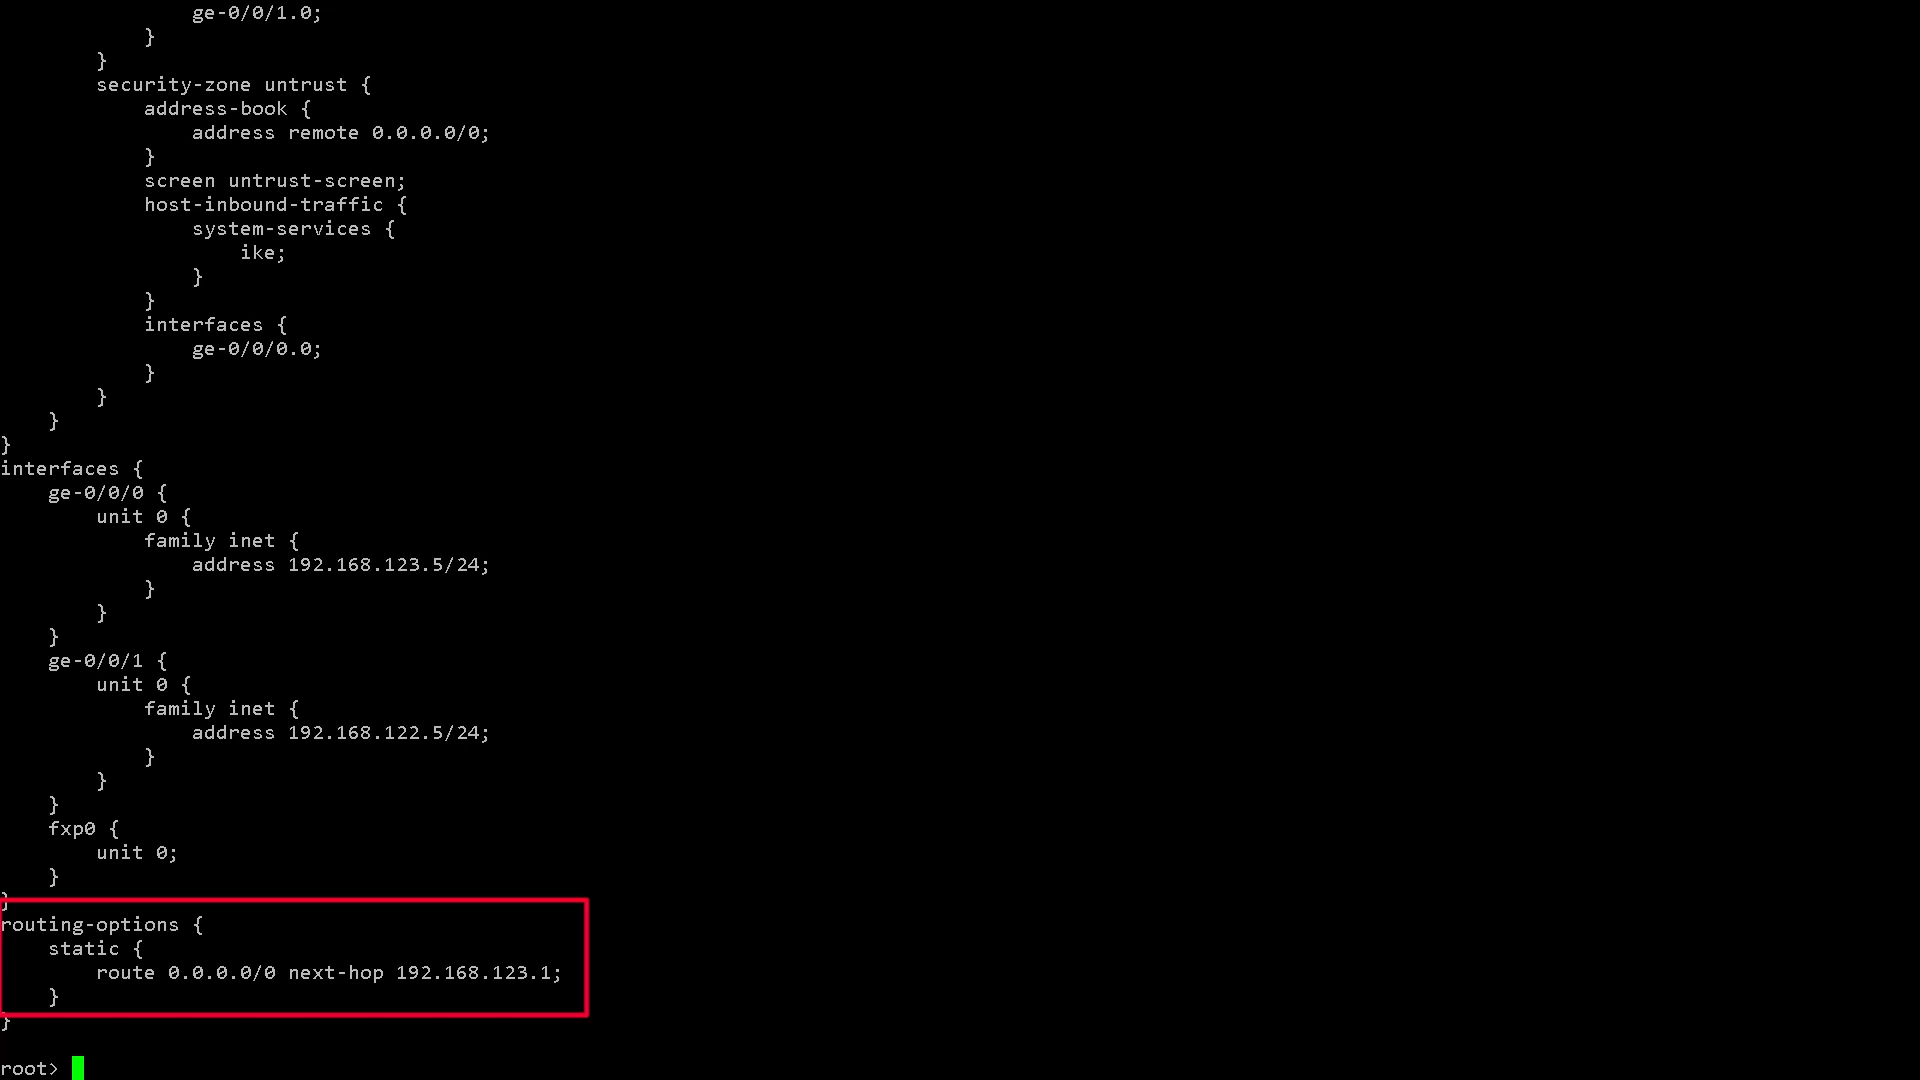 ge-0/0/1.0;
        }
    }
    security-zone untrust {
        address-book {
            address remote 0.0.0.0/0;
        }
        screen untrust-screen;
        host-inbound-traffic {
            system-services {
                ike;
            }
        }
        interfaces {
            ge-0/0/0.0;
        }
    }
}
}
interfaces {
    ge-0/0/0 {
        unit 0 {
            family inet {
                address 192.168.123.5/24;
            }
        }
    }
    ge-0/0/1 {
        unit 0 {
            family inet {
                address 192.168.122.5/24;
            }
        }
    }
    fxp0 {
        unit 0;
    }
}
routing-options {
    static {
        route 0.0.0.0/0 next-hop 192.168.123.1;
    }
}
root>